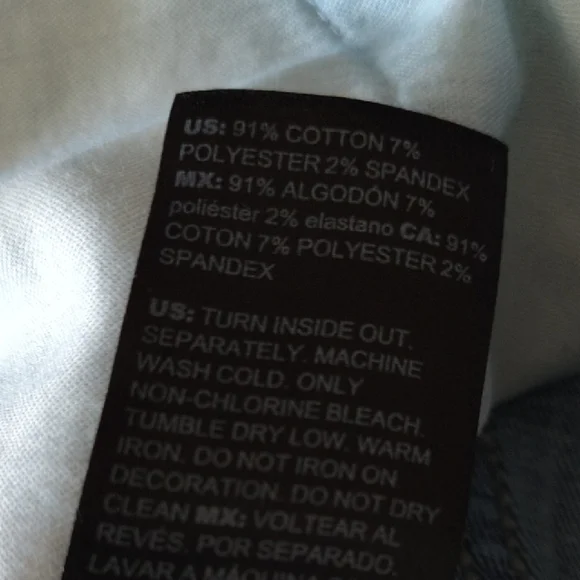 US: 91% COTTON 7%
POLYESTER 2% SPANDEX
MX: 91% ALGODÓN 7%
poliéster 2% elastano CA: 91%
COTON 7% POLYESTER 2%
SPANDEX
US: TURN INSIDE OUT.
SEPARATELY. MACHINE
WASH COLD. ONLY
NON-CHLORINE BLEACH.
TUMBLE DRY LOW. WARM
IRON. DO NOT IRON ON
DECORATION. DO NOT DRY
CLEAN MX: VOLTEAR AL
REVÉS. POR SEPARADO.
LAVAR A MÁQUINA